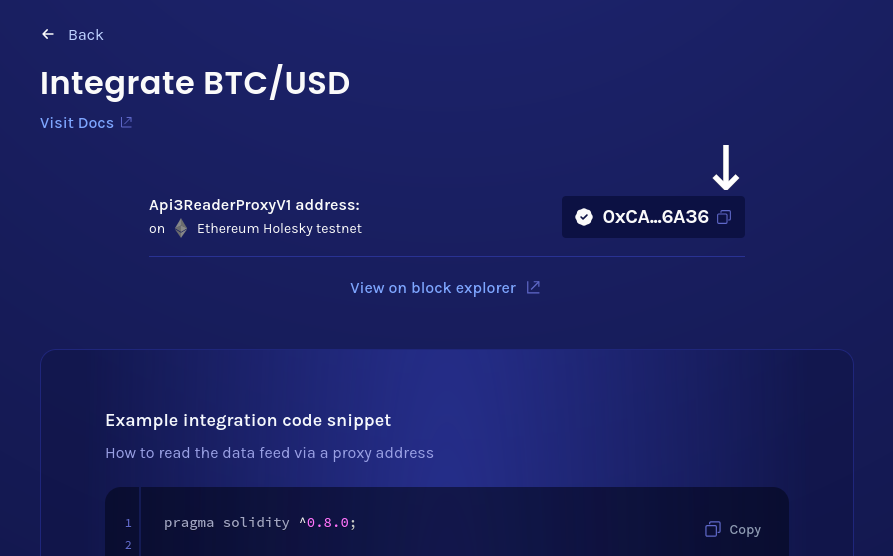 Back
Integrate BTC/USD
Visit Docs
Api3ReaderProxyV1 address:
on Ethereum Holesky testnet
0xCA...6A36
View on block explorer
Example integration code snippet
How to read the data feed via a proxy address
1 pragma solidity ^0.8.0;
Copy
2